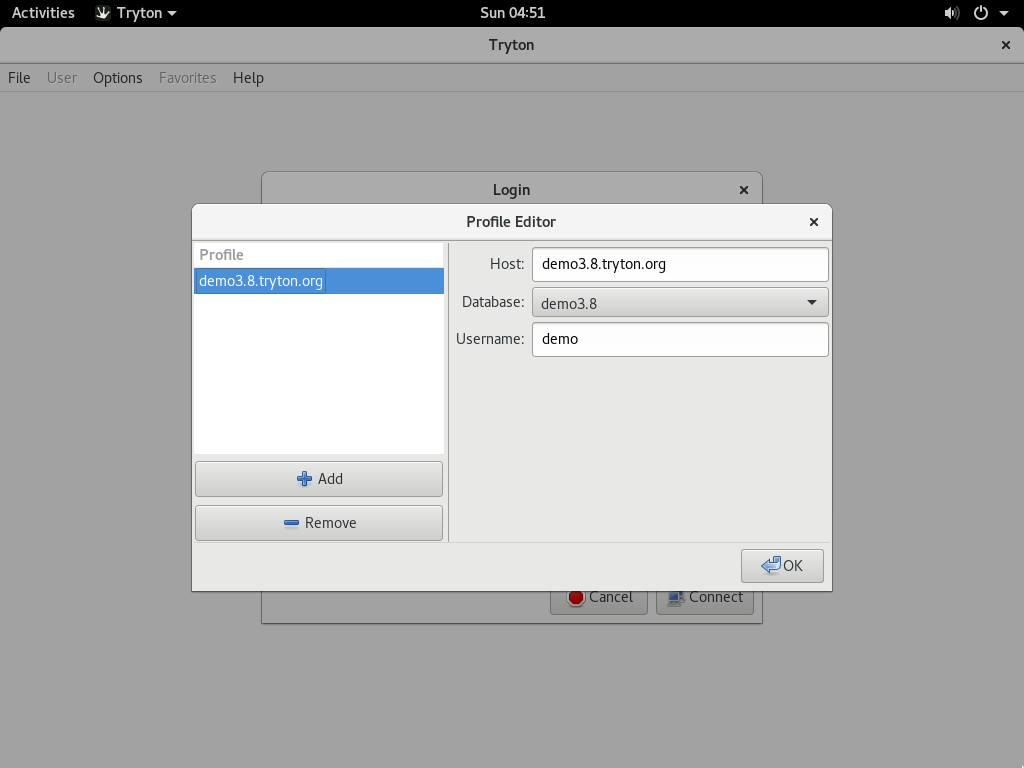 Activities Tryton Sun 04:51
Tryton
File User Options Favorites Help
Login
Profile Editor
Profile
demo3.8.tryton.org
Host: demo3.8.tryton.org
Database: demo3.8
Username: demo
Add
Remove
OK
Cancel Connect